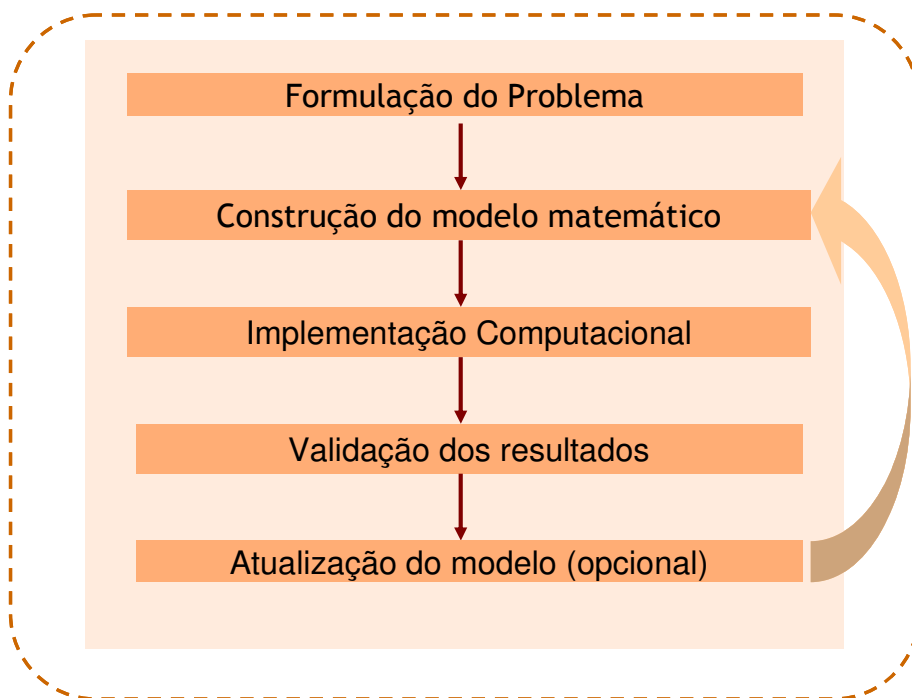 Formulação do Problema
Construção do modelo matemático
Implementação Computacional
Validação dos resultados
Atualização do modelo (opcional)